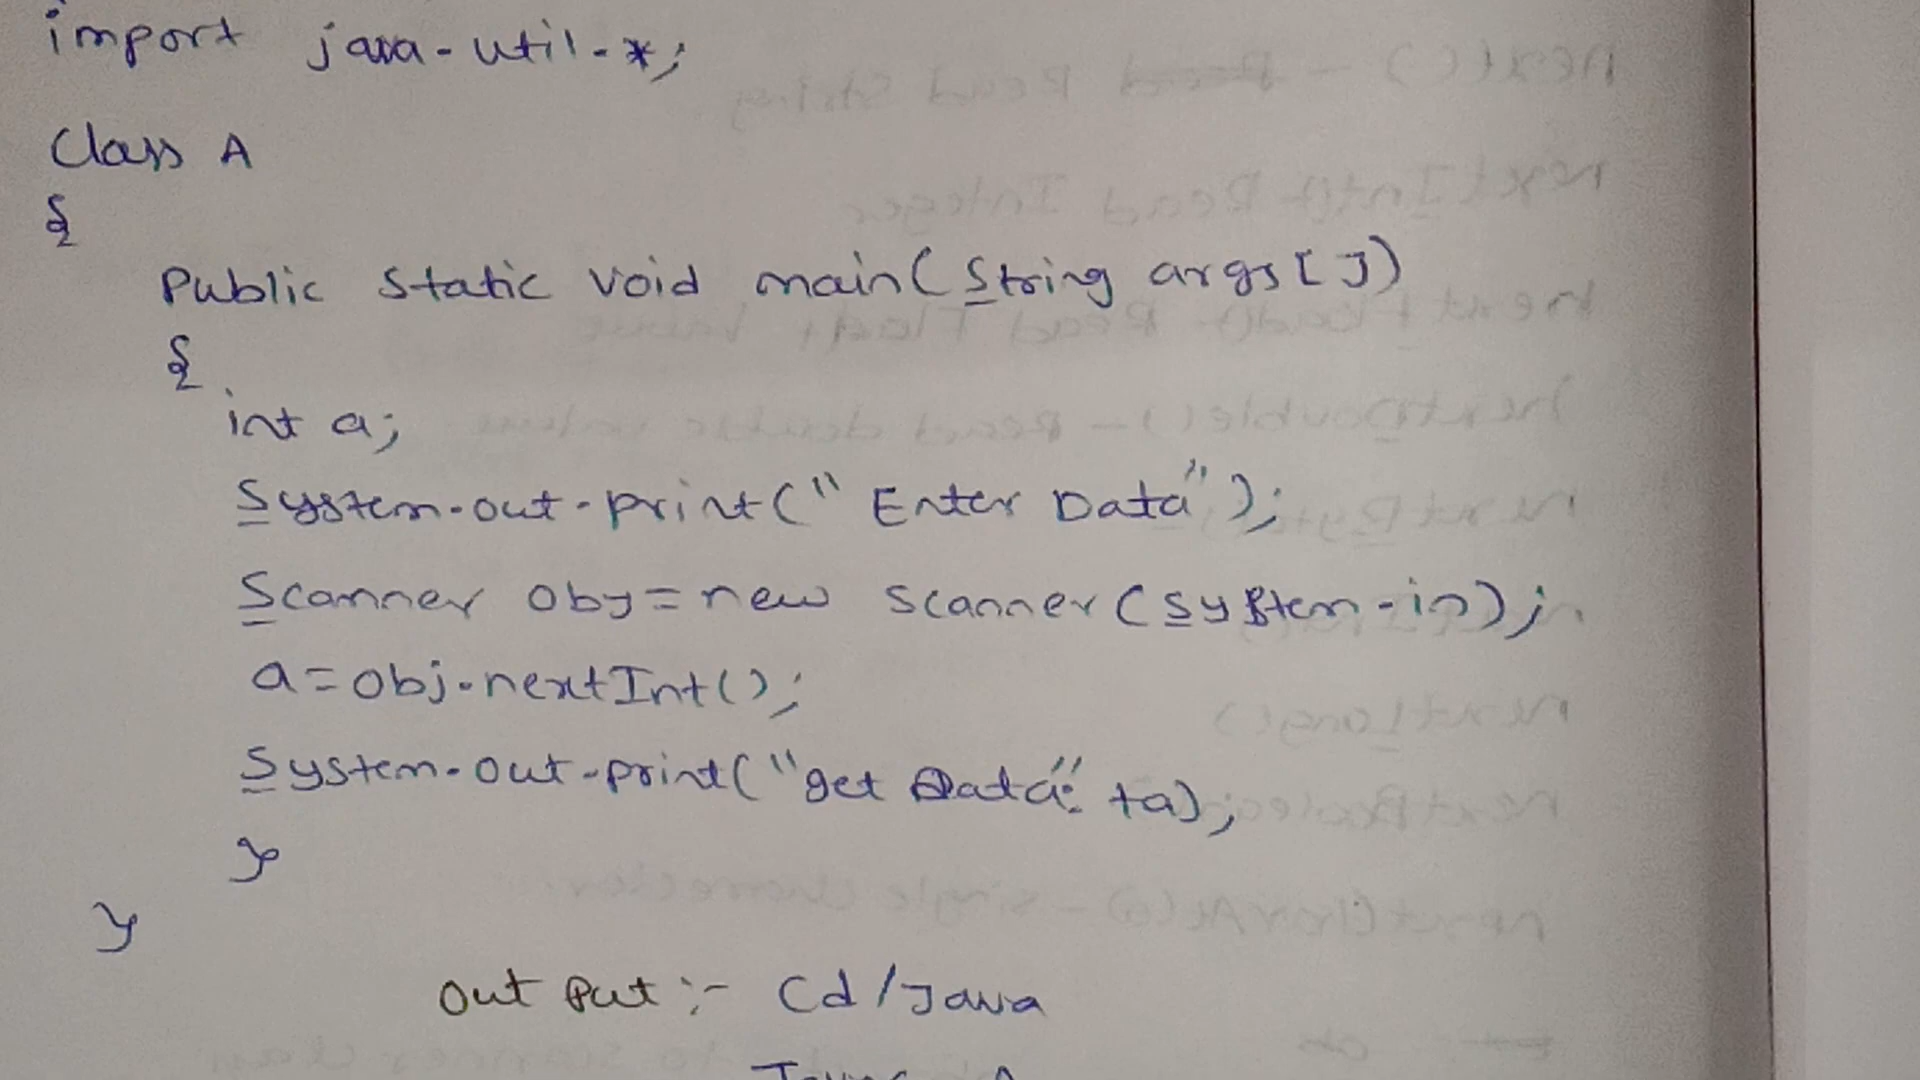 import java.util.*;
Class A
{
Public static void main(String args[])
{
int a;
System.out.print("Enter Data");
Scanner obj=new scanner(System.in);
a=obj.nextInt();
System.out.print("get Data:"+a);
}
}
Out Put :- Cd/Java